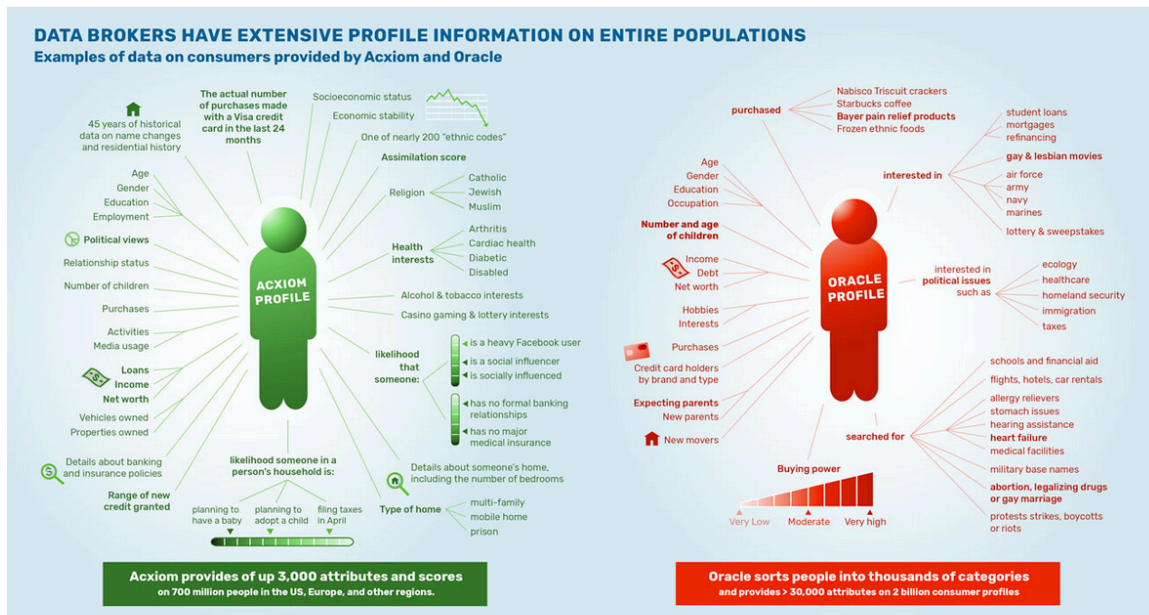 DATA BROKERS HAVE EXTENSIVE PROFILE INFORMATION ON ENTIRE POPULATIONS
Examples of data on consumers provided by Acxiom and Oracle
45 years of historical
data on name changes
and residential history
The actual number
of purchases made
with a Visa credit
card in the last 24
months
Socioeconomic status
Economic stability
One of nearly 200 "ethnic codes"
Assimilation score
Religion
Catholic
Jewish
Muslim
Health
interests
Arthritis
Cardiac health
Diabetic
Disabled
Alcohol & tobacco interests
Casino gaming & lottery interests
likelihood
that
someone:
is a heavy Facebook user
is a social influencer
is socially influenced
has no formal banking
relationships
has no major
medical insurance
Details about someone's home,
including the number of bedrooms
Type of home
multi-family
mobile home
prison
Age
Gender
Education
Employment
Political views
Relationship status
Number of children
Purchases
Activities
Media usage
Loans
Income
Net worth
Vehicles owned
Properties owned
Details about banking
and insurance policies
Range of new
credit granted
ACXIOM
PROFILE
likelihood someone in a
person's household is:
planning to
have a baby
planning to
adopt a child
filing taxes
in April
Acxiom provides of up 3,000 attributes and scores
on 700 million people in the US, Europe, and other regions.
purchased
Nabisco Triscuit crackers
Starbucks coffee
Bayer pain relief products
Frozen ethnic foods
interested in
student loans
mortgages
refinancing
gay & lesbian movies
air force
army
navy
marines
lottery & sweepstakes
interested in
political issues
such as
ecology
healthcare
homeland security
immigration
taxes
searched for
schools and financial aid
flights, hotels, car rentals
allergy relievers
stomach issues
hearing assistance
heart failure
medical facilities
military base names
abortion, legalizing drugs
or gay marriage
protests strikes, boycotts
or riots
Age
Gender
Education
Occupation
Number and age
of children
Income
Debt
Net worth
Hobbies
Interests
Purchases
Credit card holders
by brand and type
Expecting parents
New parents
New movers
ORACLE
PROFILE
Buying power
Very Low
Moderate
Very high
Oracle sorts people into thousands of categories
and provides > 30,000 attributes on 2 billion consumer profiles